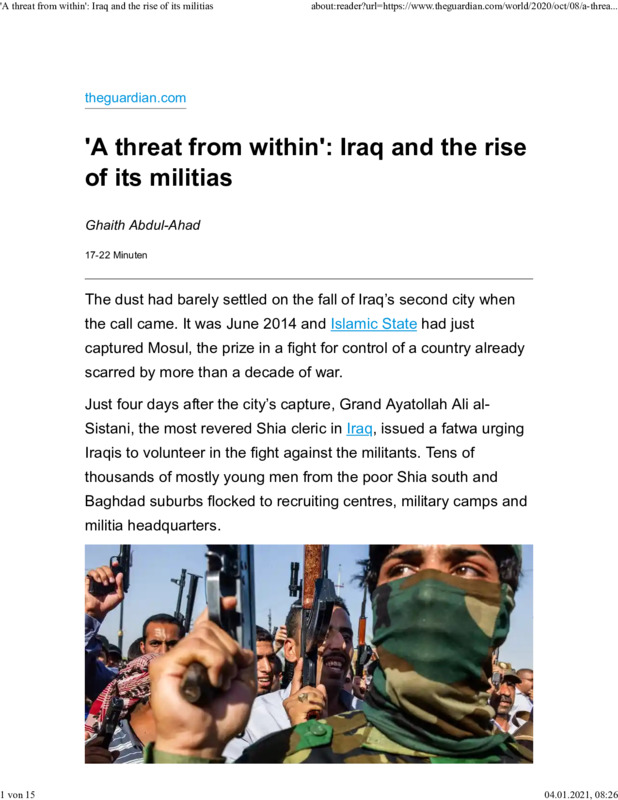 'A threat from within': Iraq and the rise of its militias
about:reader?url=https://www.theguardian.com/world/2020/oct/08/a-threa...
theguardian.com
'A threat from within': Iraq and the rise
of its militias
Ghaith Abdul-Ahad
17-22 Minuten
The dust had barely settled on the fall of Iraq’s second city when
the call came. It was June 2014 and Islamic State had just
captured Mosul, the prize in a fight for control of a country already
scarred by more than a decade of war.
Just four days after the city’s capture, Grand Ayatollah Ali al-
Sistani, the most revered Shia cleric in Iraq, issued a fatwa urging
Iraqis to volunteer in the fight against the militants. Tens of
thousands of mostly young men from the poor Shia south and
Baghdad suburbs flocked to recruiting centres, military camps and
militia headquarters.
1 von 15
04.01.2021, 08:26